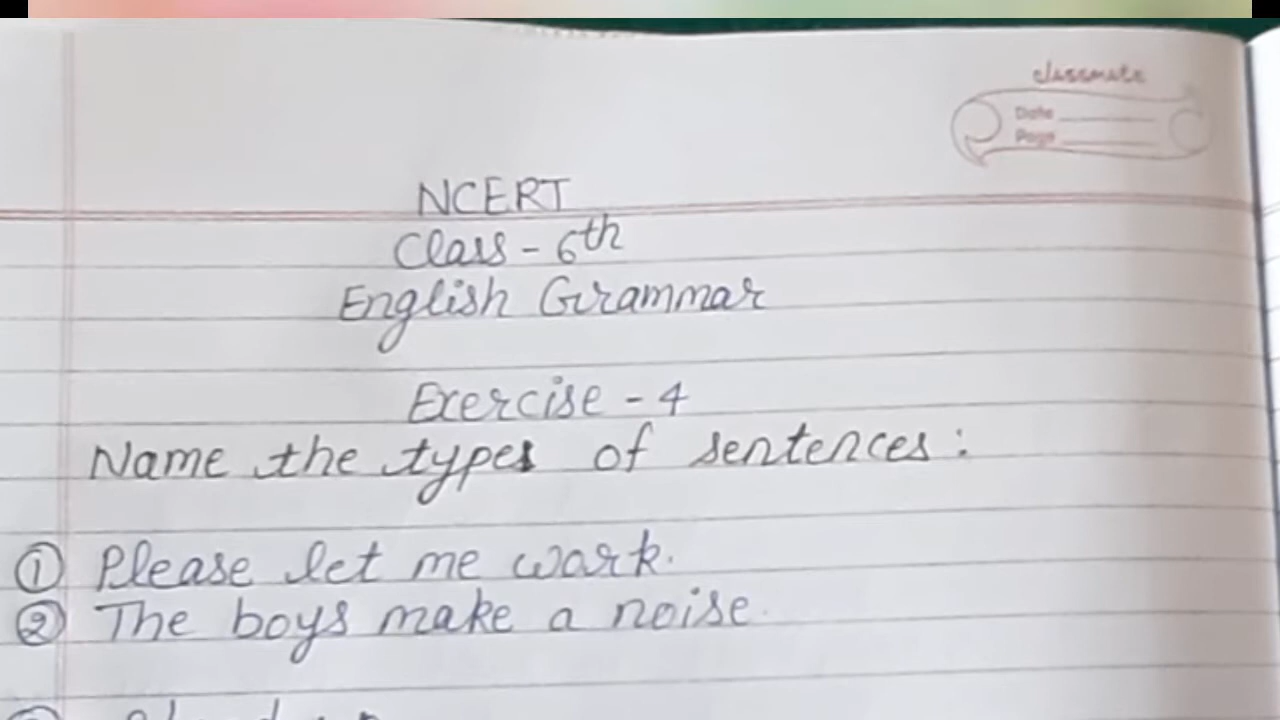 classmate
Date
Page
NCERT
Class - 6th
English Grammar
Exercise - 4
Name the types of sentences :
① Please let me work.
② The boys make a noise.